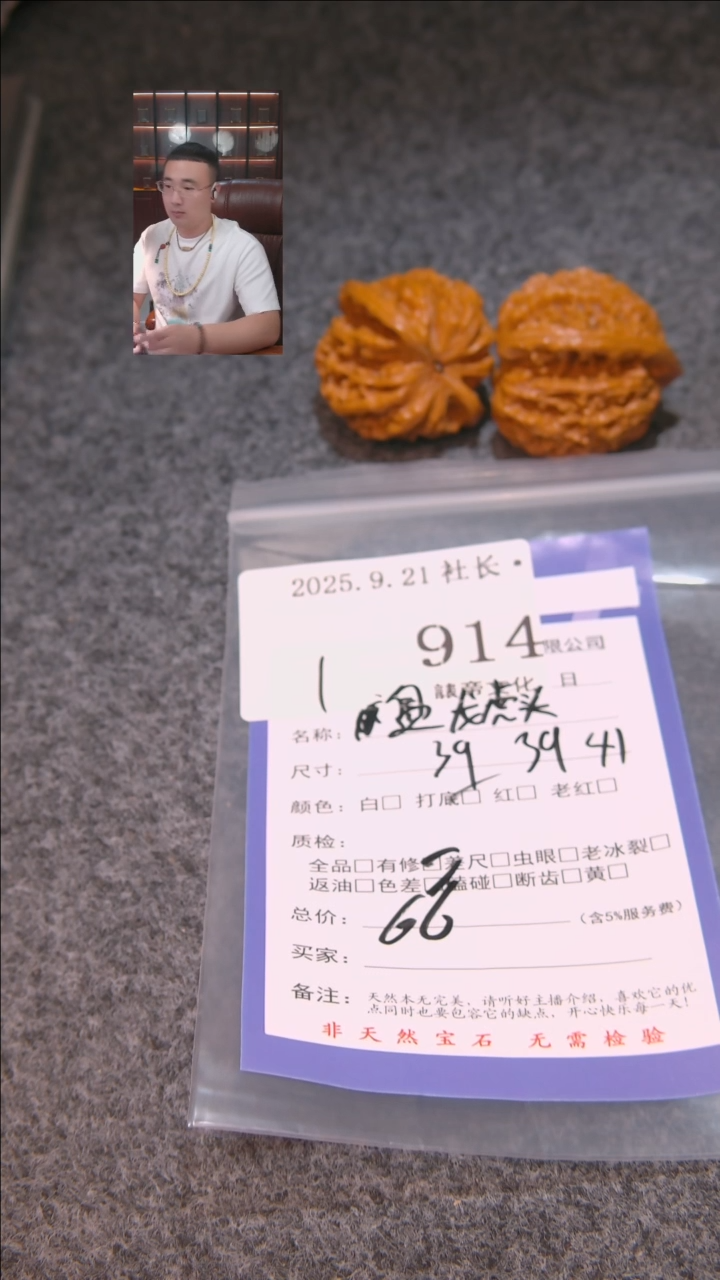 2025.9.21 社长·
914
限公司
日
名称： 龙虎头
尺寸： 39 39 41
颜色：白□ 打底□ 红□ 老红□
质检：
全品□有修□差尺□虫眼□老冰裂□
返油□色差□磕碰□断齿□黄□
总价： （含5%服务费）
买家：
备注：天然本无完美，请听好主播介绍，喜欢它的优
点同时也要包容它的缺点，开心快乐每一天！
非天然宝石 无需检验